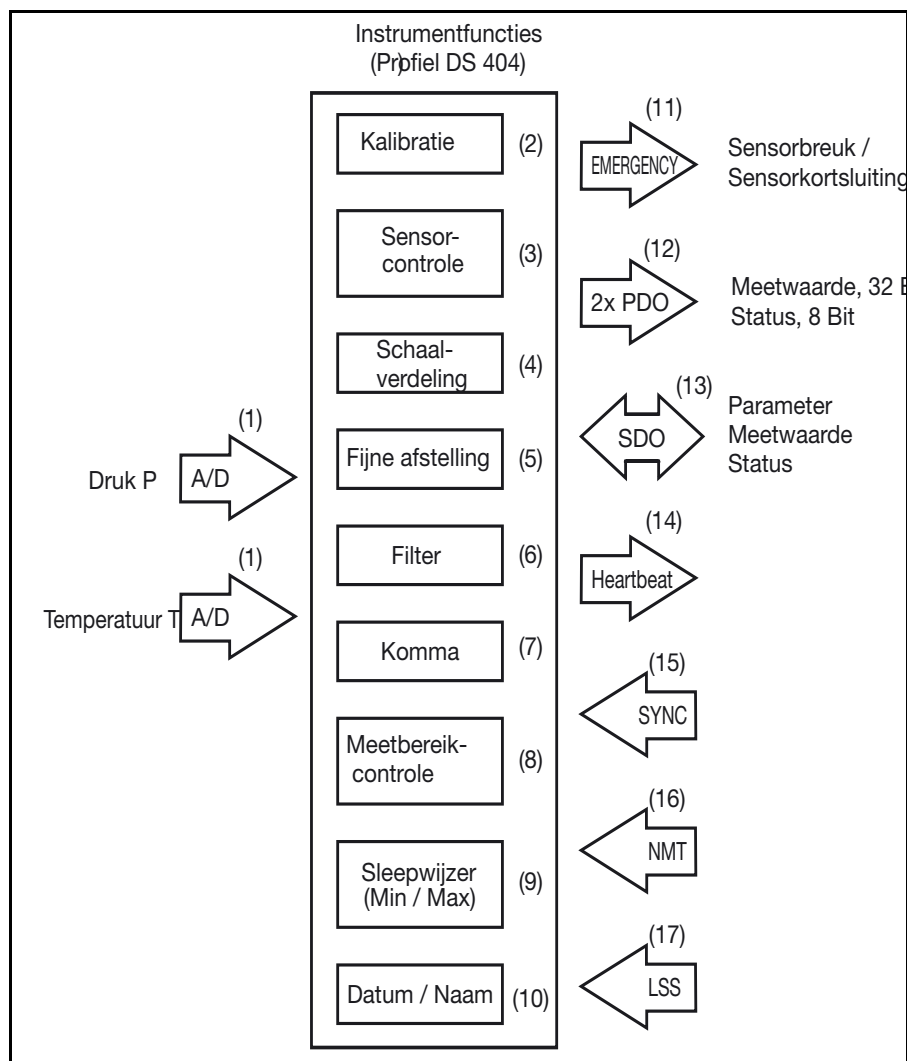 Instrumentfuncties
(Profiel DS 404)
Kalibratie
(2)
Sensor-
controle
(3)
Schaal-
verdeling
(4)
Fijne afstelling
(5)
Filter
(6)
Komma
(7)
Meetbereik-
controle
(8)
Sleepwijzer
(Min / Max)
(9)
Datum / Naam
(10)
(1)
Druk P
A/D
(1)
Temperatuur T
A/D
(11)
EMERGENCY
Sensorbreuk /
Sensorkortsluiting
(12)
2x PDO
Meetwaarde, 32
Status, 8 Bit
(13)
SDO
Parameter
Meetwaarde
Status
(14)
Heartbeat
(15)
SYNC
(16)
NMT
(17)
LSS